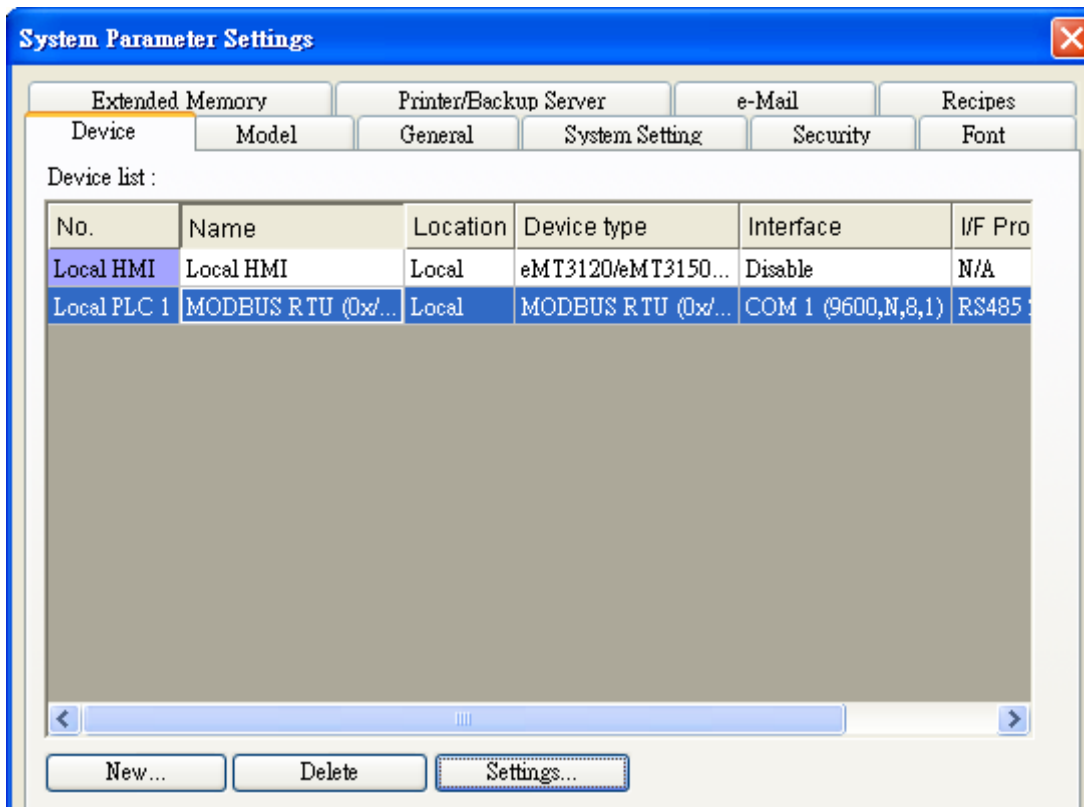 System Parameter Settings
Extended Memory Printer/Backup Server e-Mail Recipes
Device Model General System Setting Security Font
Device list :
No. Name Location Device type Interface I/F Pro
Local HMI Local HMI Local eMT3120/eMT3150... Disable N/A
Local PLC 1 MODBUS RTU (0x/... Local MODBUS RTU (0x/... COM 1 (9600,N,8,1) RS485
New... Delete Settings...